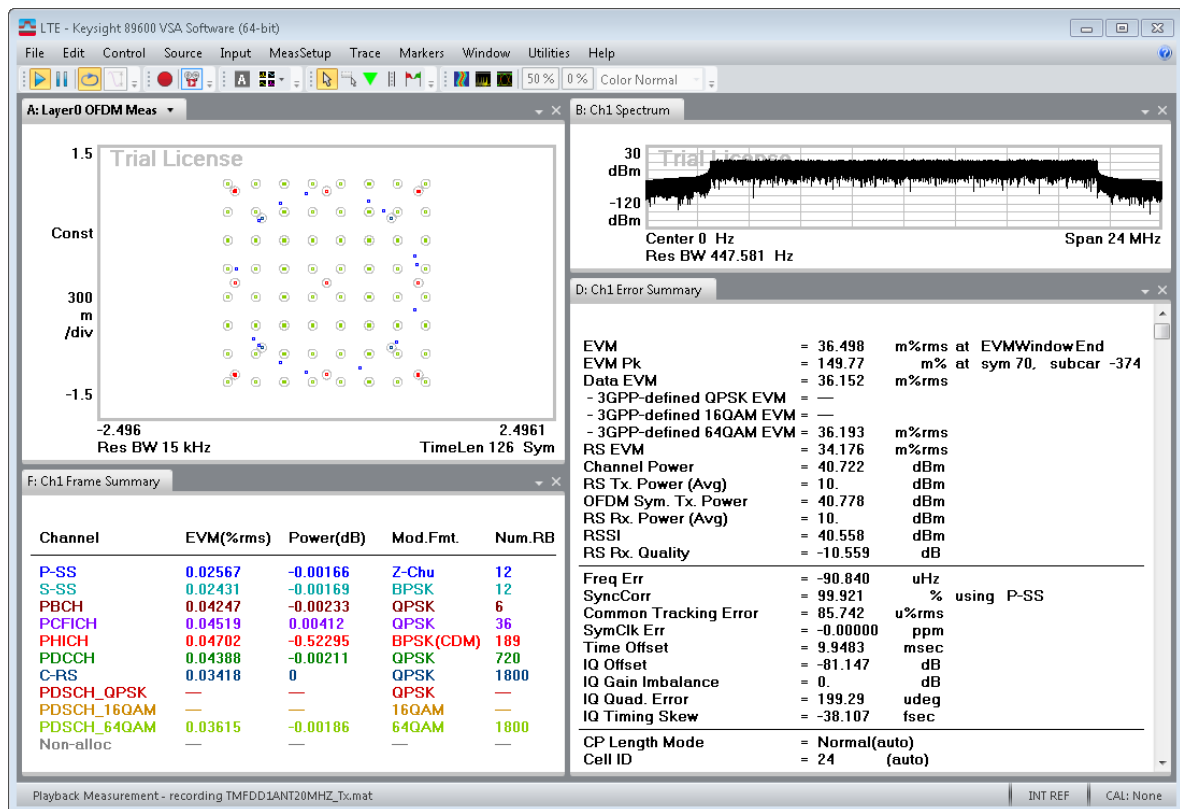 LTE - Keysight 89600 VSA Software (64-bit)
File Edit Control Source Input MeasSetup Trace Markers Window Utilities Help
A 50 % 0 % Color Normal
A: Layer0 OFDM Meas
1.5 Trial License
Const
300
m
/div
-1.5
-2.496 2.4961
Res BW 15 kHz TimeLen 126 Sym
B: Ch1 Spectrum
30 Trial License
dBm
-120
dBm
Center 0 Hz Span 24 MHz
Res BW 447.581 Hz
F: Ch1 Frame Summary
Channel EVM(%rms) Power(dB) Mod.Fmt. Num.RB
P-SS 0.02567 -0.00166 Z-Chu 12
S-SS 0.02431 -0.00169 BPSK 12
PBCH 0.04247 -0.00233 QPSK 6
PCFICH 0.04519 0.00412 QPSK 36
PHICH 0.04702 -0.52295 BPSK(CDM) 189
PDCCH 0.04388 -0.00211 QPSK 720
C-RS 0.03418 0 QPSK 1800
PDSCH_QPSK — — QPSK —
PDSCH_16QAM — — 16QAM —
PDSCH_64QAM 0.03615 -0.00186 64QAM 1800
Non-alloc — — — —
D: Ch1 Error Summary
EVM = 36.498 m%rms at EVMWindowEnd
EVM Pk = 149.77 m% at sym 70, subcar -374
Data EVM = 36.152 m%rms
- 3GPP-defined QPSK EVM = —
- 3GPP-defined 16QAM EVM = —
- 3GPP-defined 64QAM EVM = 36.193 m%rms
RS EVM = 34.176 m%rms
Channel Power = 40.722 dBm
RS Tx. Power (Avg) = 10. dBm
OFDM Sym. Tx. Power = 40.778 dBm
RS Rx. Power (Avg) = 10. dBm
RSSI = 40.558 dBm
RS Rx. Quality = -10.559 dB
Freq Err = -90.840 uHz
SyncCorr = 99.921 % using P-SS
Common Tracking Error = 85.742 u%rms
SymClk Err = -0.00000 ppm
Time Offset = 9.9483 msec
IQ Offset = -81.147 dB
IQ Gain Imbalance = 0. dB
IQ Quad. Error = 199.29 udeg
IQ Timing Skew = -38.107 fsec
CP Length Mode = Normal(auto)
Cell ID = 24 (auto)
Playback Measurement - recording TMFDD1ANT20MHZ_Tx.mat INT REF CAL: None